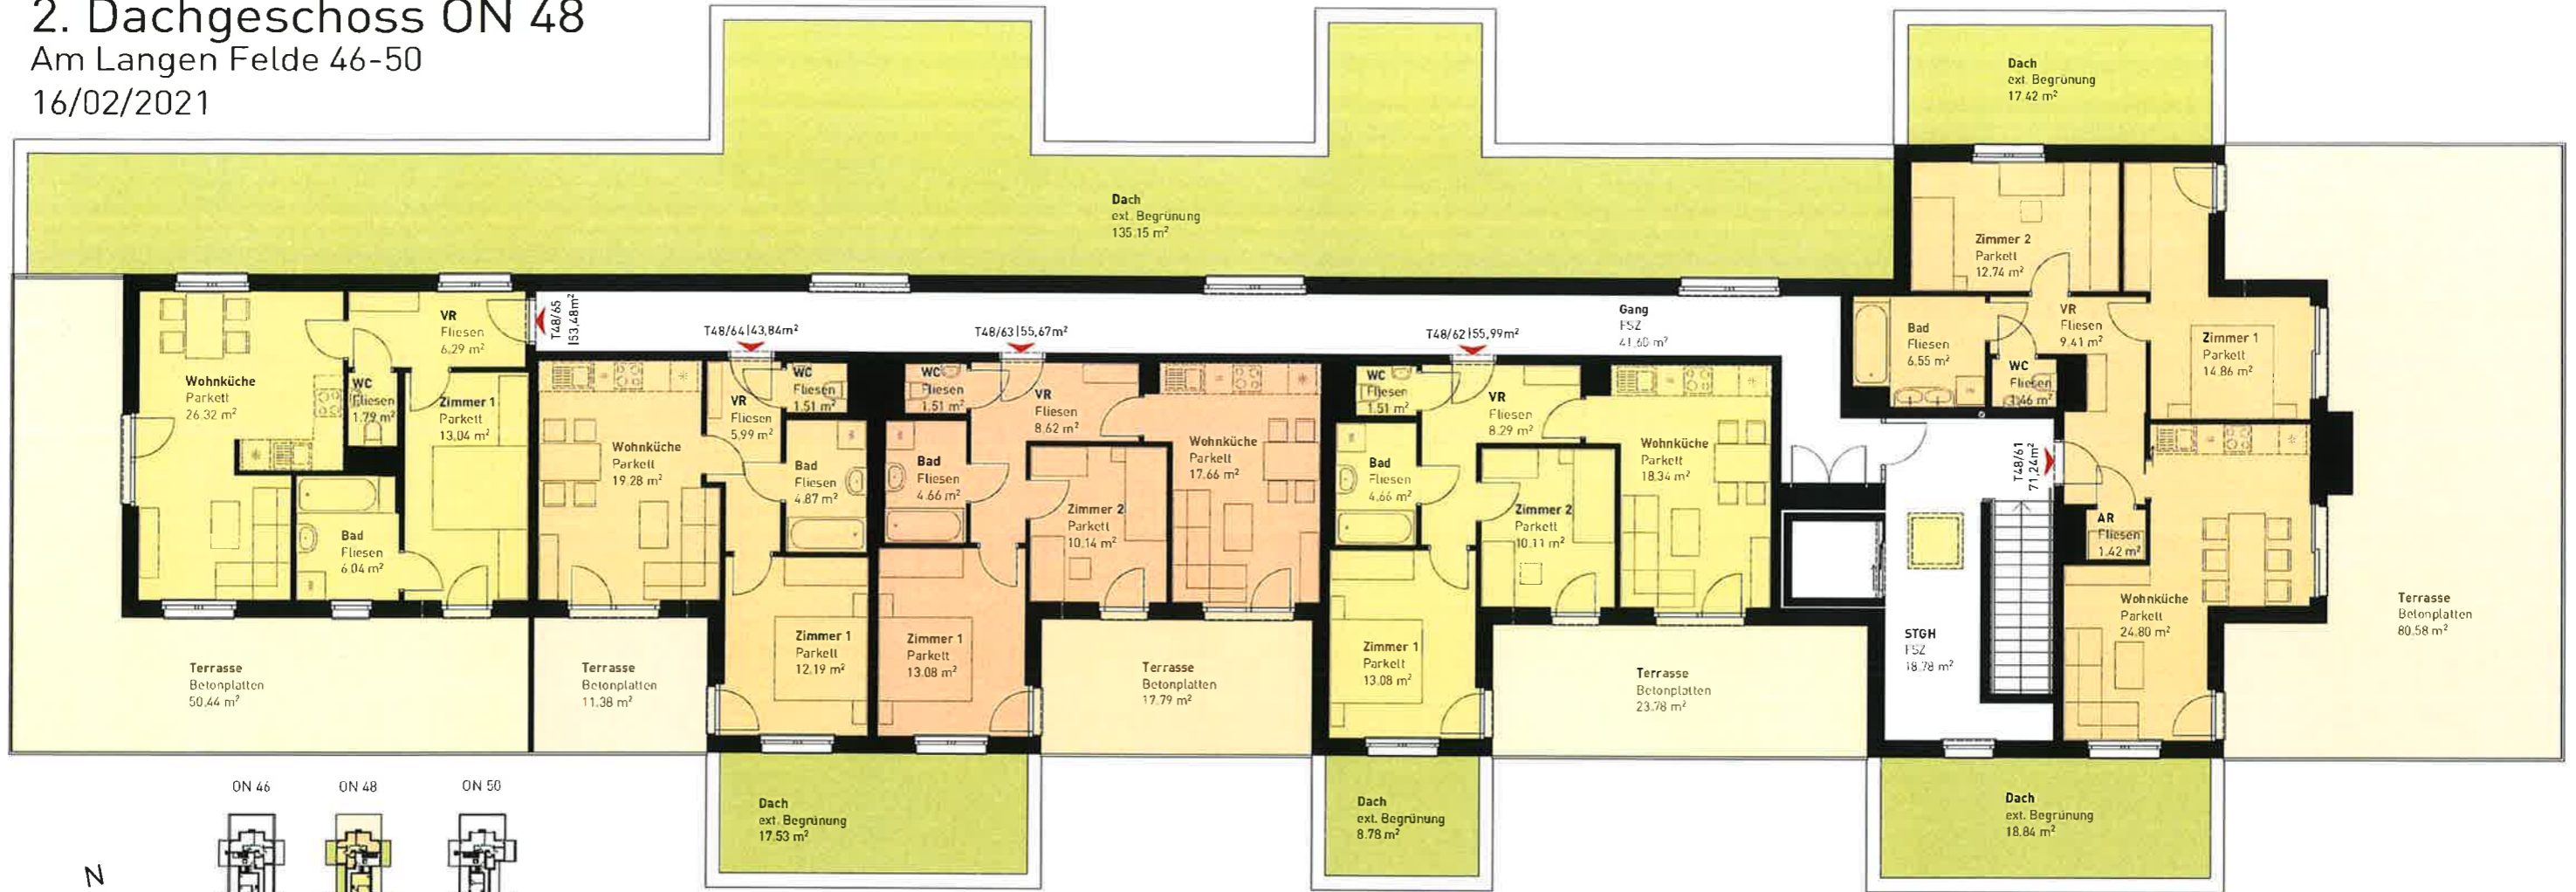 2. Dachgeschoss ON 48
Am Langen Felde 46-50
16/02/2021
Dach
ext. Begrünung
17.42 m²
Dach
ext. Begrünung
135.15 m²
Zimmer 2
Parkett
12.74 m²
VR
Fliesen
6.29 m²
T48/65
|53,48m²
T48/64|43,84m²
T48/63|55,67m²
T48/62|55,99m²
Gang
FSZ
41.60 m²
Bad
Fliesen
6.55 m²
VR
Fliesen
9.41 m²
Zimmer 1
Parkett
14.86 m²
WC
Fliesen
1.46 m²
Wohnküche
Parkett
26.32 m²
WC
Fliesen
1.79 m²
Zimmer 1
Parkett
13.04 m²
Bad
Fliesen
6.04 m²
Wohnküche
Parkett
19.28 m²
VR
Fliesen
5.99 m²
WC
Fliesen
1.51 m²
Bad
Fliesen
4.87 m²
Zimmer 1
Parkett
12.19 m²
WC
Fliesen
1.51 m²
VR
Fliesen
8.62 m²
Bad
Fliesen
4.66 m²
Zimmer 2
Parkett
10.14 m²
Wohnküche
Parkett
17.66 m²
Zimmer 1
Parkett
13.08 m²
WC
Fliesen
1.51 m²
VR
Fliesen
8.29 m²
Bad
Fliesen
4.66 m²
Zimmer 2
Parkett
10.11 m²
Wohnküche
Parkett
18.34 m²
Zimmer 1
Parkett
13.08 m²
T48/61
71,24m²
AR
Fliesen
1.42 m²
Wohnküche
Parkett
24.80 m²
STGH
FSZ
18.78 m²
Terrasse
Betonplatten
80.58 m²
Terrasse
Betonplatten
50.44 m²
Terrasse
Betonplatten
11.38 m²
Terrasse
Betonplatten
17.79 m²
Terrasse
Betonplatten
23.78 m²
Dach
ext. Begrünung
17.53 m²
Dach
ext. Begrünung
8.78 m²
Dach
ext. Begrünung
18.84 m²
ON 46
ON 48
ON 50
N